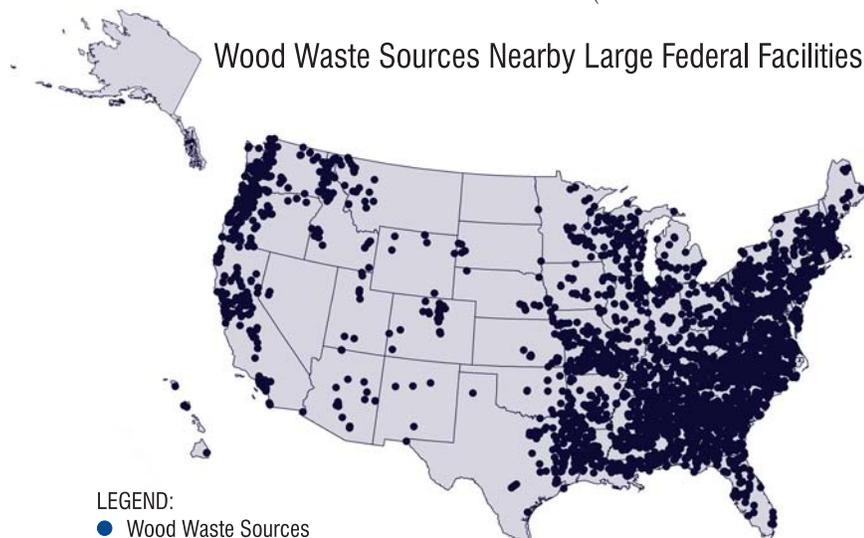 Wood Waste Sources Nearby Large Federal Facilities
LEGEND:
Wood Waste Sources